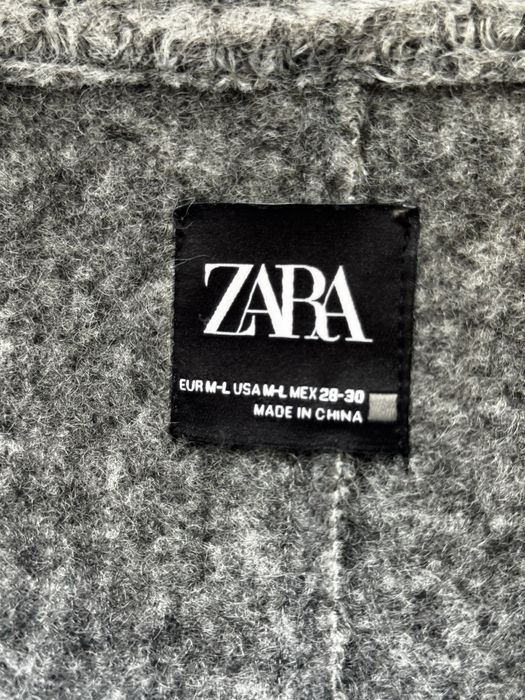 ZARA
EUR M-L USA M-L MEX 28-30
MADE IN CHINA